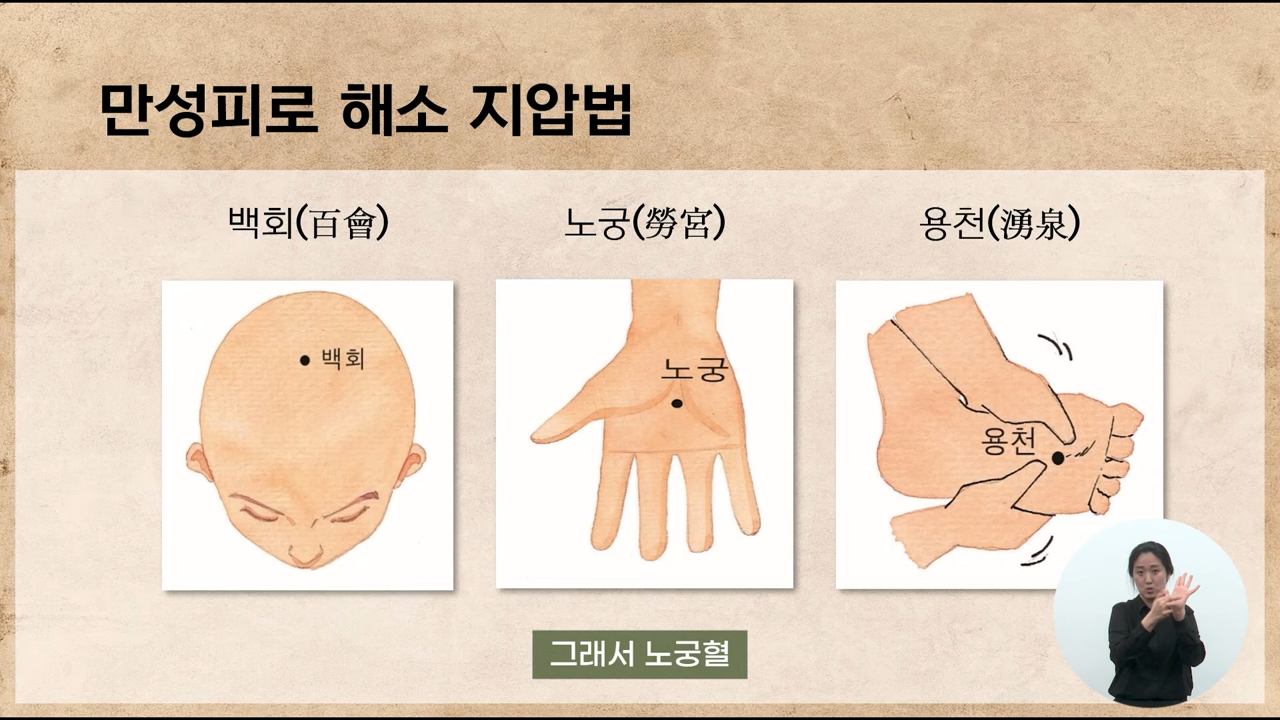 만성피로 해소 지압법
백회(百會)
노궁(勞宮)
용천(湧泉)
백회
노궁
용천
그래서 노궁혈